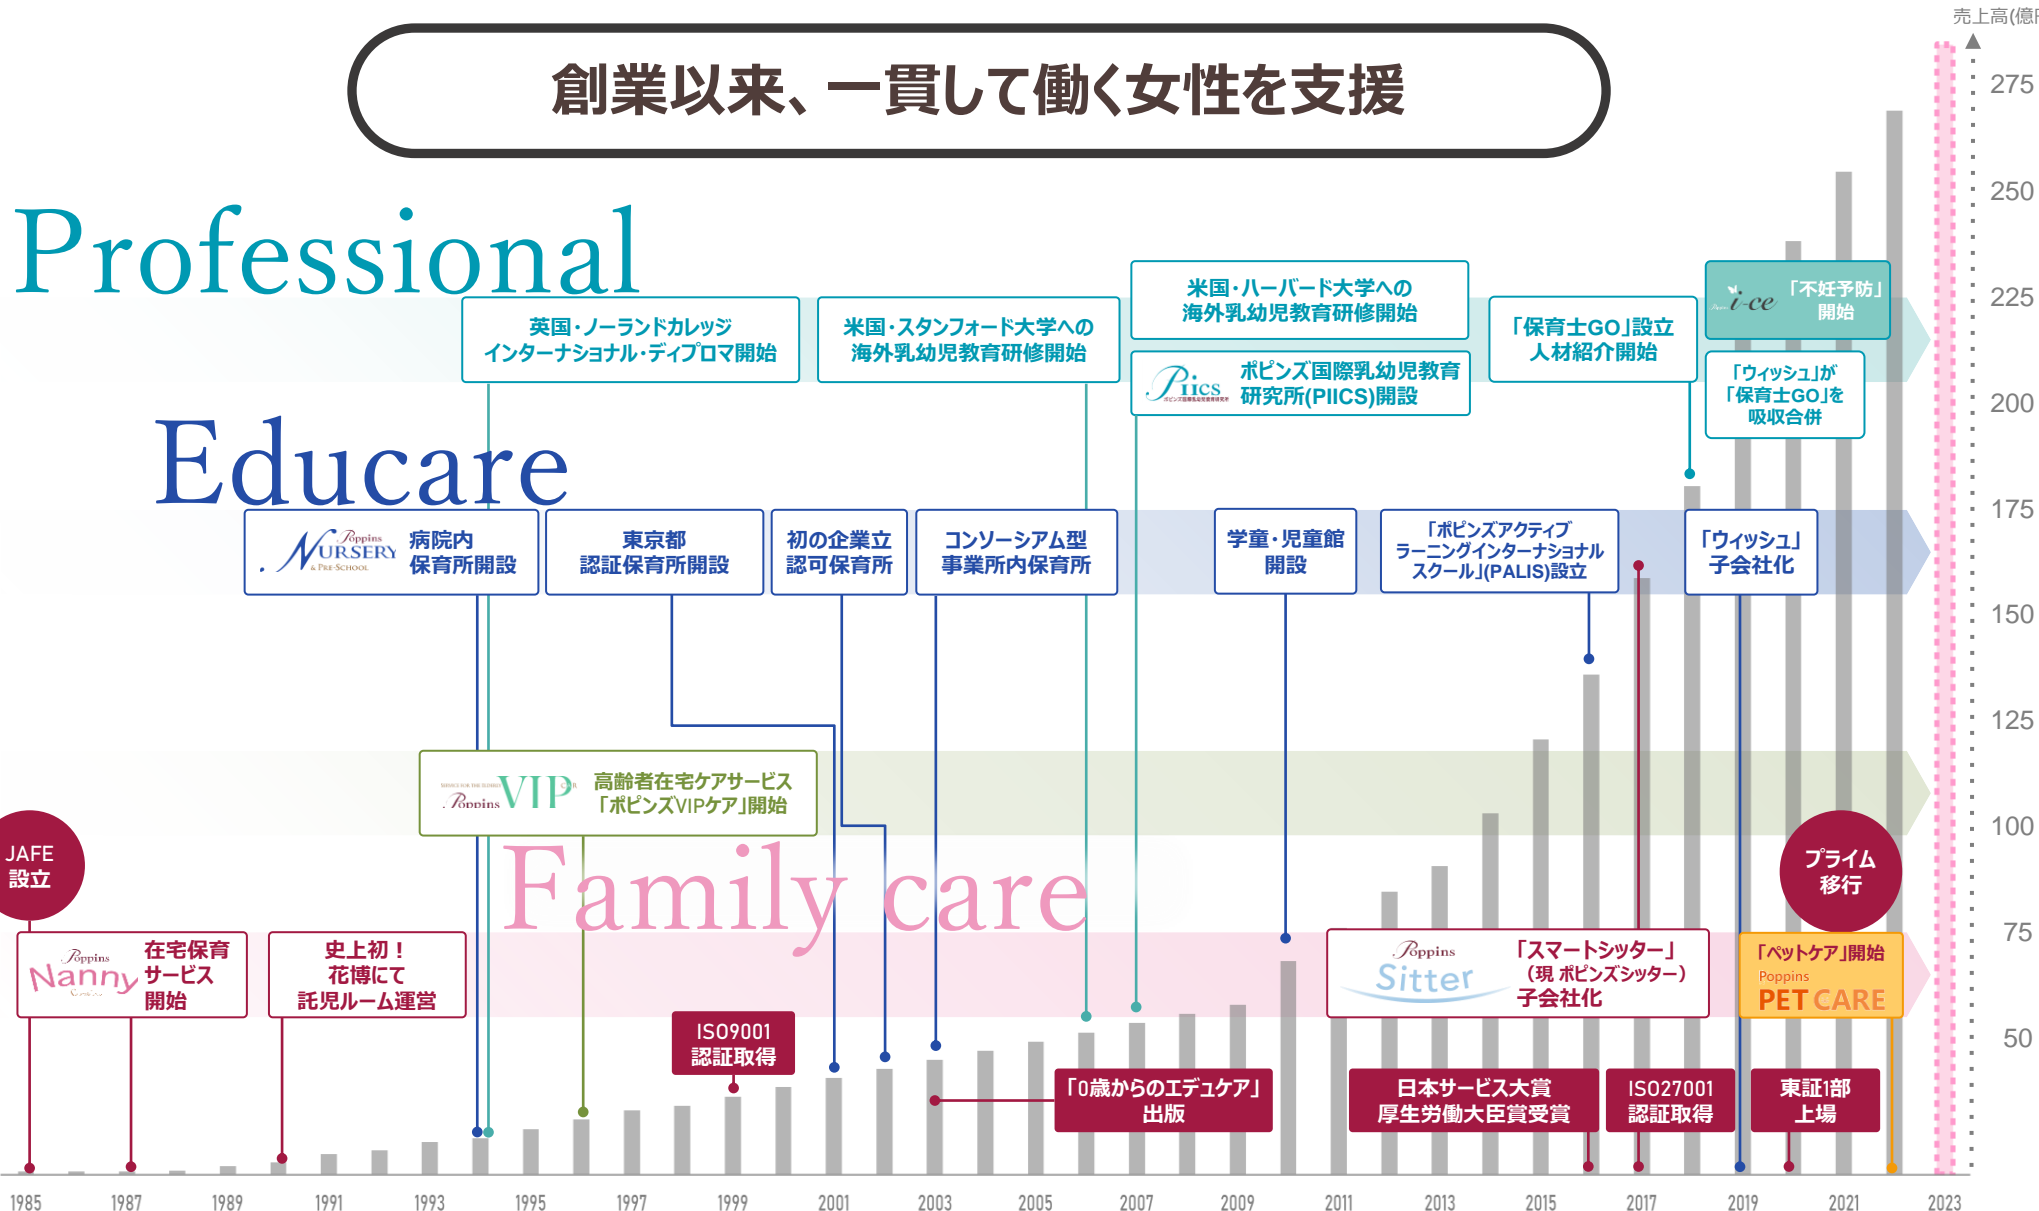 売上高(億円
創業以来、一貫して働く女性を支援
275
250
225
200
175
150
125
100
75
50
Professional
英国・ノーランドカレッジ
インターナショナル・ディプロマ開始
米国・スタンフォード大学への
海外乳幼児教育研修開始
米国・ハーバード大学への
海外乳幼児教育研修開始
Piics
ポピンズ国際乳幼児教育研究所
ポピンズ国際乳幼児教育
研究所(PIICS)開設
「保育士GO」設立
人材紹介開始
i-ce
「不妊予防」
開始
「ウィッシュ」が
「保育士GO」を
吸収合併
Educare
Poppins
NURSERY
& PRE-SCHOOL
病院内
保育所開設
東京都
認証保育所開設
初の企業立
認可保育所
コンソーシアム型
事業所内保育所
学童・児童館
開設
「ポピンズアクティブ
ラーニングインターナショナル
スクール」(PALIS)設立
「ウィッシュ」
子会社化
SERVICE FOR THE ELDERLY
Poppins VIP CARE
高齢者在宅ケアサービス
「ポピンズVIPケア」開始
Family care
JAFE
設立
プライム
移行
Poppins
Nanny
Service
在宅保育
サービス
開始
史上初！
花博にて
託児ルーム運営
Poppins
Sitter
「スマートシッター」
（現 ポピンズシッター）
子会社化
「ペットケア」開始
Poppins
PET CARE
ISO9001
認証取得
「0歳からのエデュケア」
出版
日本サービス大賞
厚生労働大臣賞受賞
ISO27001
認証取得
東証1部
上場
1985
1987
1989
1991
1993
1995
1997
1999
2001
2003
2005
2007
2009
2011
2013
2015
2017
2019
2021
2023